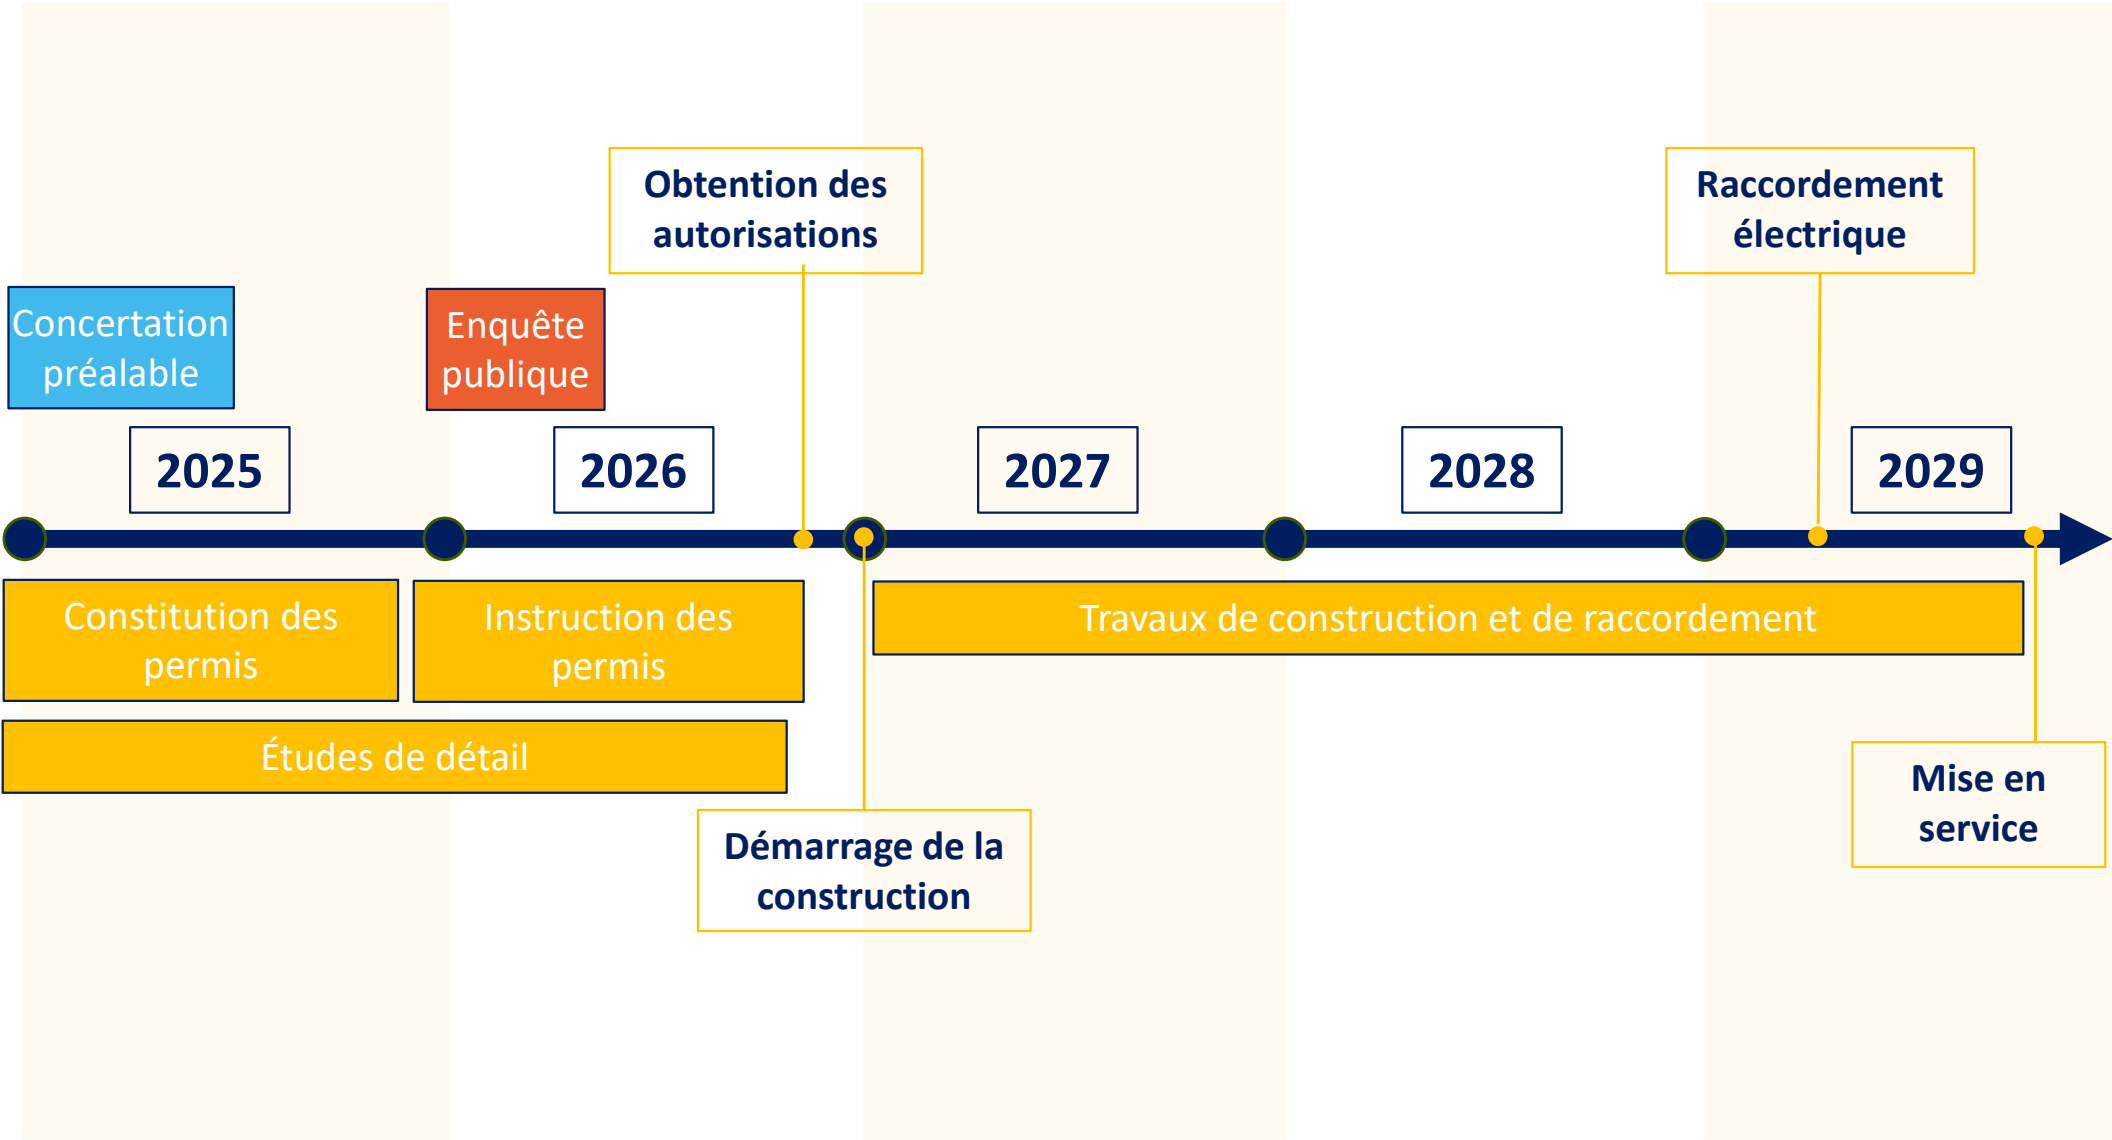 Obtention des
autorisations
Raccordement
électrique
Concertation
préalable
Enquête
publique
2025
2026
2027
2028
2029
Constitution des
permis
Instruction des
permis
Travaux de construction et de raccordement
Études de détail
Mise en
service
Démarrage de la
construction